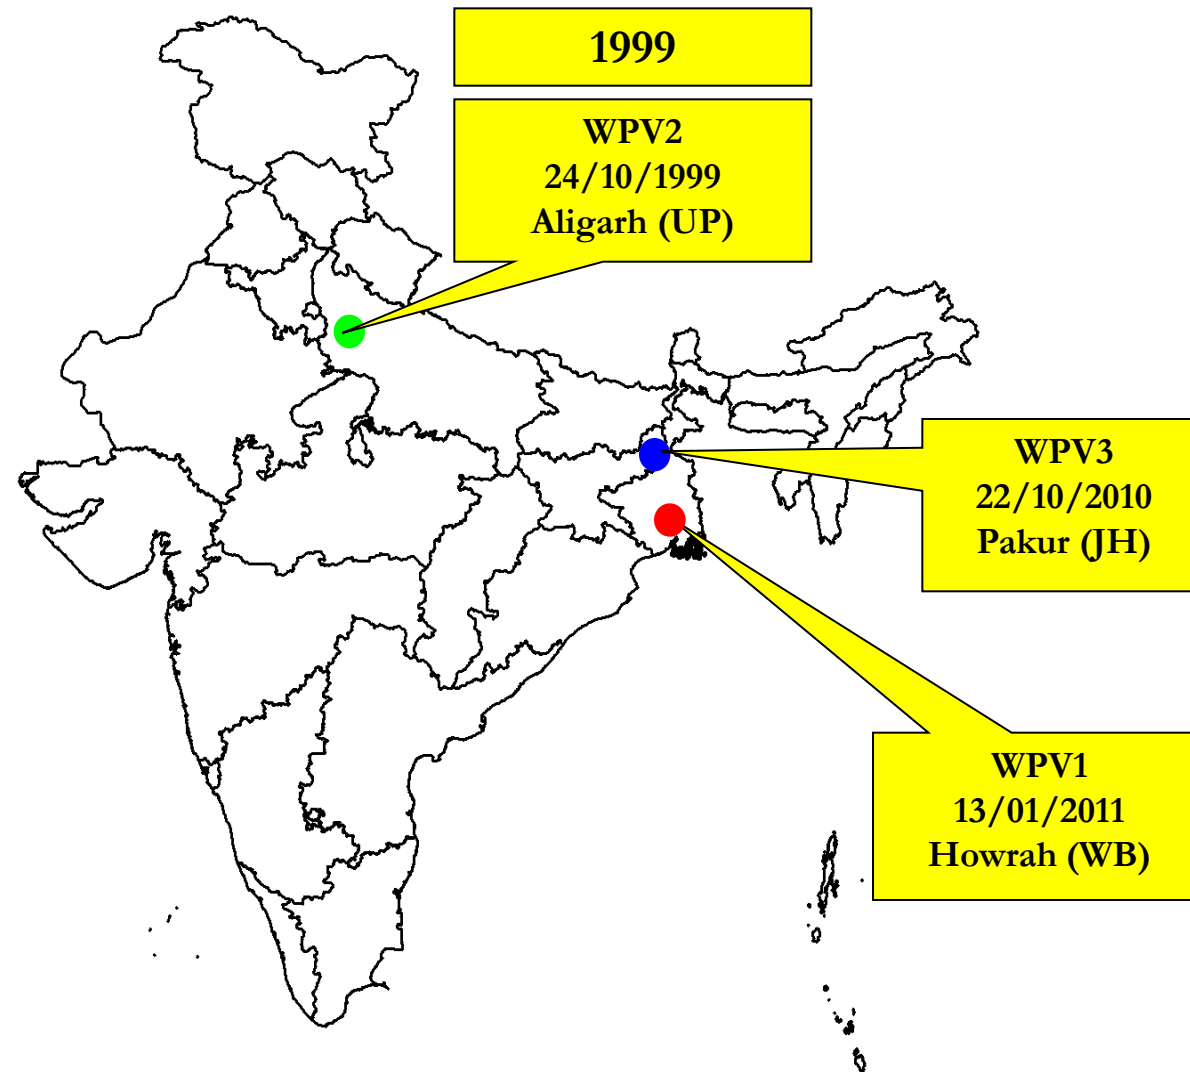 1999
WPV2
24/10/1999
Aligarh (UP)
WPV3
22/10/2010
Pakur (JH)
WPV1
13/01/2011
Howrah (WB)